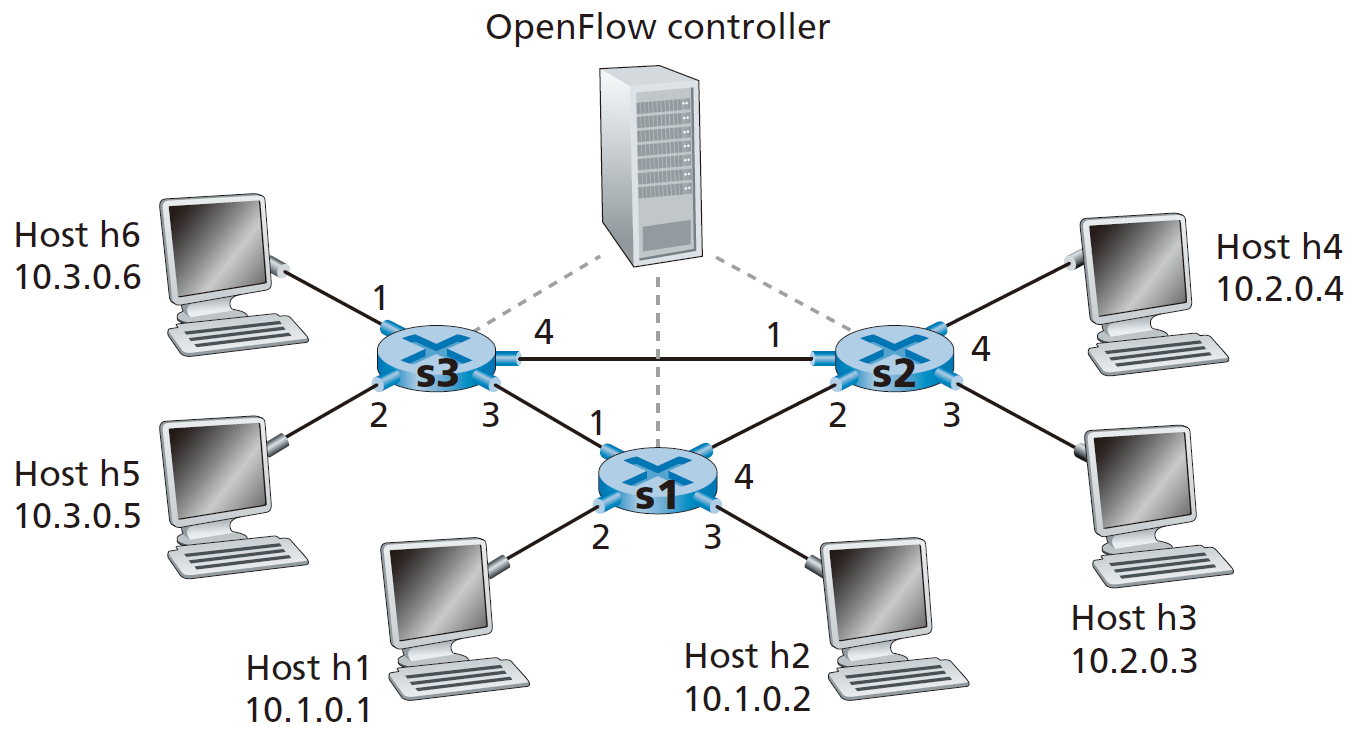 OpenFlow controller
Host h6
10.3.0.6
Host h4
10.2.0.4
1
4
1
4
s3
s2
2
3
1
2
3
Host h5
10.3.0.5
s1
4
2
3
Host h3
10.2.0.3
Host h1
10.1.0.1
Host h2
10.1.0.2